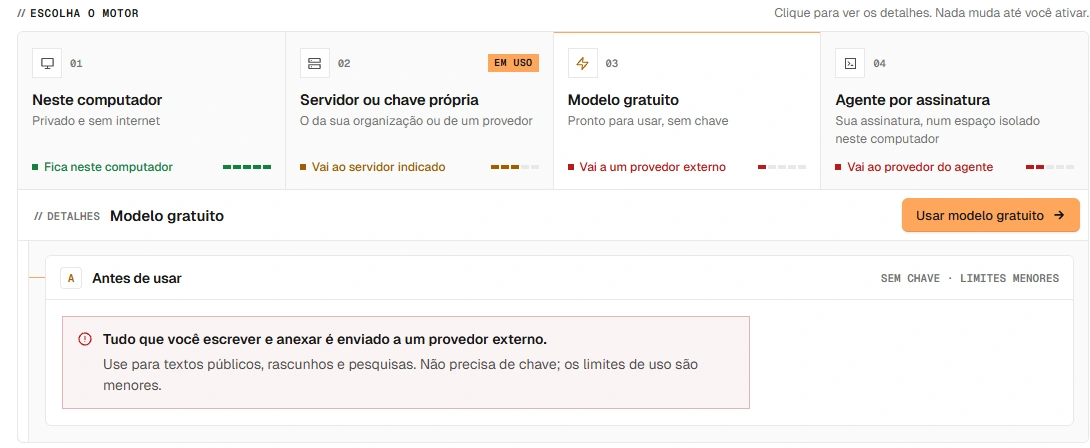 // ESCOLHA O MOTOR
Clique para ver os detalhes. Nada muda até você ativar.
01
Neste computador
Privado e sem internet
Fica neste computador
02
EM USO
Servidor ou chave própria
O da sua organização ou de um provedor
Vai ao servidor indicado
03
Modelo gratuito
Pronto para usar, sem chave
Vai a um provedor externo
04
Agente por assinatura
Sua assinatura, num espaço isolado
neste computador
Vai ao provedor do agente
// DETALHES Modelo gratuito
Usar modelo gratuito →
A Antes de usar
SEM CHAVE · LIMITES MENORES
Tudo que você escrever e anexar é enviado a um provedor externo.
Use para textos públicos, rascunhos e pesquisas. Não precisa de chave; os limites de uso são
menores.